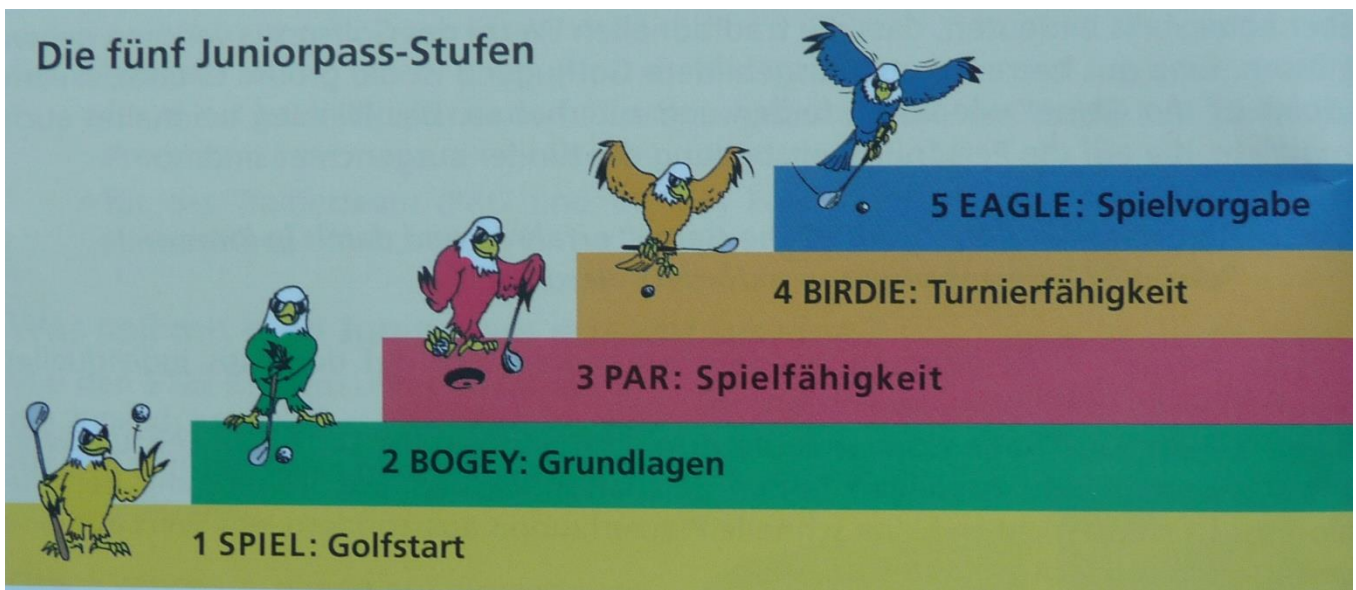 Die fünf Juniorpass-Stufen
5 EAGLE: Spielvorgabe
4 BIRDIE: Turnierfähigkeit
3 PAR: Spielfähigkeit
2 BOGEY: Grundlagen
1 SPIEL: Golfstart